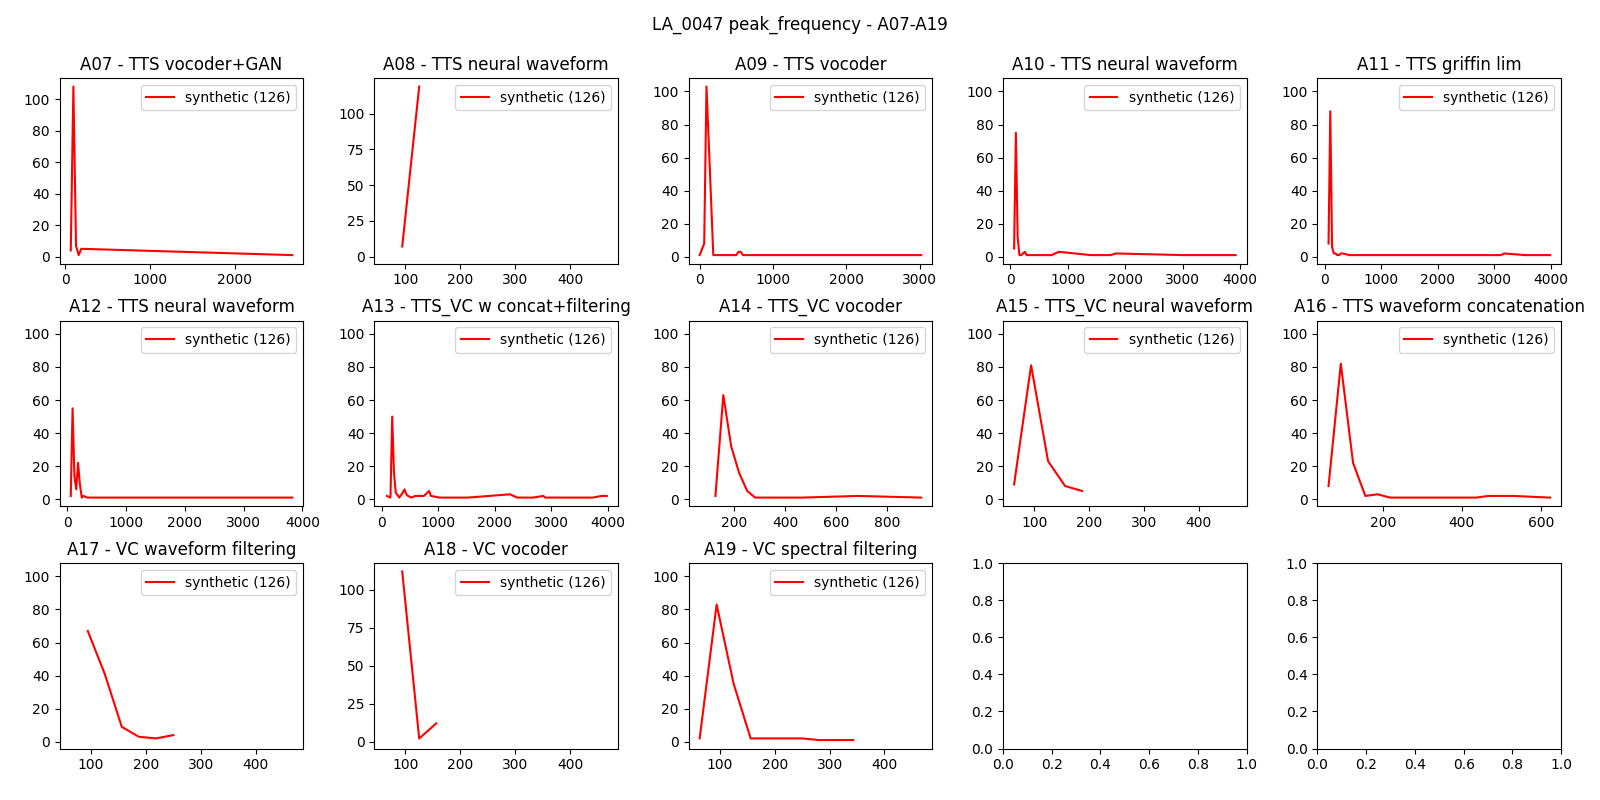 LA_0047 peak_frequency - A07-A19
A07 - TTS vocoder+GAN
synthetic (126)
100
80
60
40
20
0
0 1000 2000
A08 - TTS neural waveform
synthetic (126)
100
75
50
25
0
100 200 300 400
A09 - TTS vocoder
synthetic (126)
100
80
60
40
20
0
0 1000 2000 3000
A10 - TTS neural waveform
synthetic (126)
100
80
60
40
20
0
0 1000 2000 3000 4000
A11 - TTS griffin lim
synthetic (126)
100
80
60
40
20
0
0 1000 2000 3000 4000
A12 - TTS neural waveform
synthetic (126)
100
80
60
40
20
0
0 1000 2000 3000 4000
A13 - TTS_VC w concat+filtering
synthetic (126)
100
80
60
40
20
0
0 1000 2000 3000 4000
A14 - TTS_VC vocoder
synthetic (126)
100
80
60
40
20
0
200 400 600 800
A15 - TTS_VC neural waveform
synthetic (126)
100
80
60
40
20
0
100 200 300 400
A16 - TTS waveform concatenation
synthetic (126)
100
80
60
40
20
0
200 400 600
A17 - VC waveform filtering
synthetic (126)
100
80
60
40
20
0
100 200 300 400
A18 - VC vocoder
synthetic (126)
100
75
50
25
0
100 200 300 400
A19 - VC spectral filtering
synthetic (126)
100
80
60
40
20
0
100 200 300 400
1.0
0.8
0.6
0.4
0.2
0.0
0.0 0.2 0.4 0.6 0.8 1.0
1.0
0.8
0.6
0.4
0.2
0.0
0.0 0.2 0.4 0.6 0.8 1.0